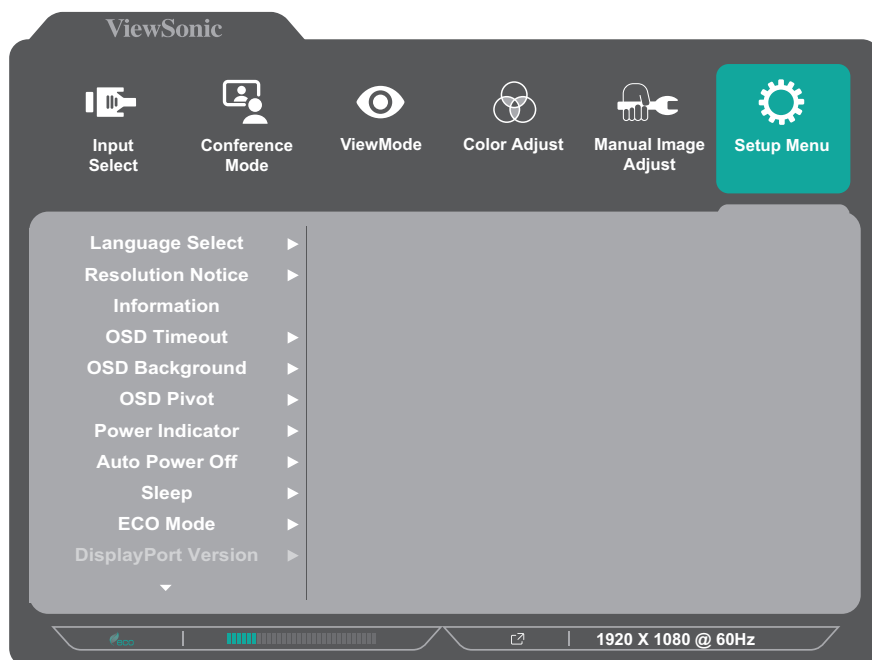 ViewSonic
Input
Select
Conference
Mode
ViewMode
Color Adjust
Manual Image
Adjust
Setup Menu
Language Select
Resolution Notice
Information
OSD Timeout
OSD Background
OSD Pivot
Power Indicator
Auto Power Off
Sleep
ECO Mode
DisplayPort Version
eco
1920 X 1080 @ 60Hz